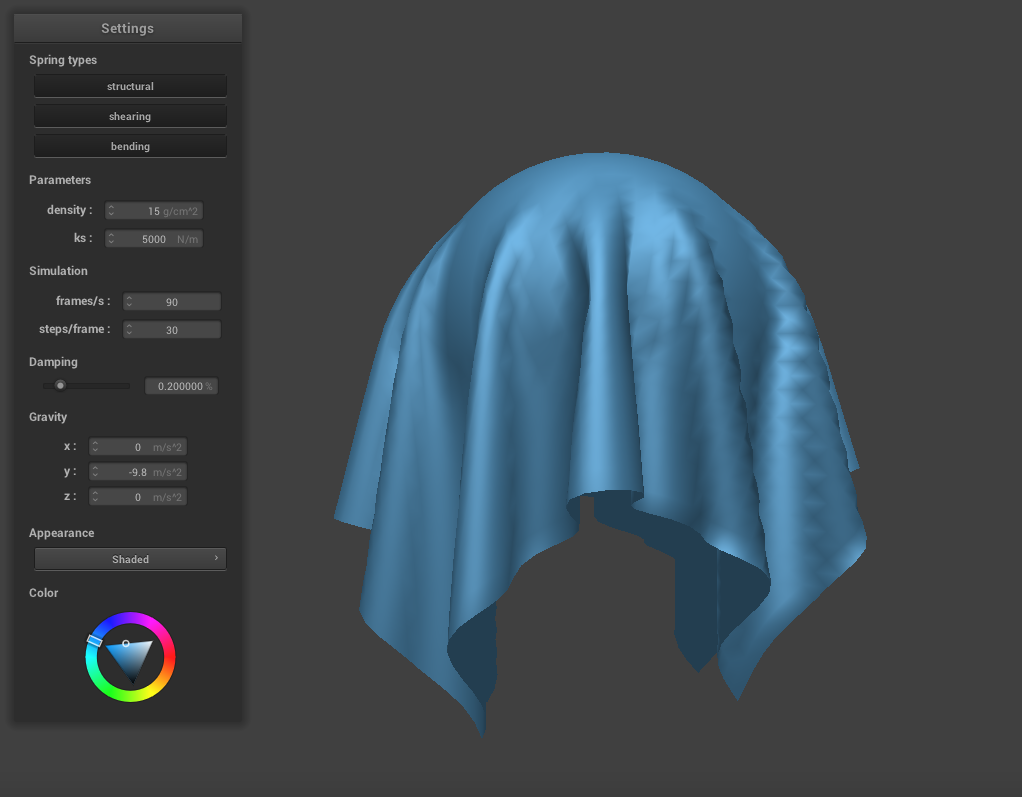 Settings
Spring types
structural
shearing
bending
Parameters
density : 15 g/cm^2
ks : 5000 N/m
Simulation
frames/s : 90
steps/frame : 30
Damping
0.200000 %
Gravity
x : 0 m/s^2
y : -9.8 m/s^2
z : 0 m/s^2
Appearance
Shaded ›
Color